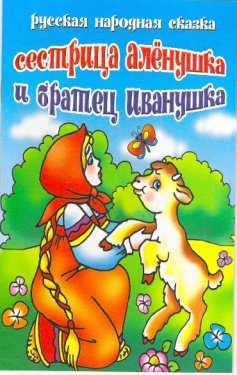 русская народная сказка
сестрица алёнушка
и братец иванушка